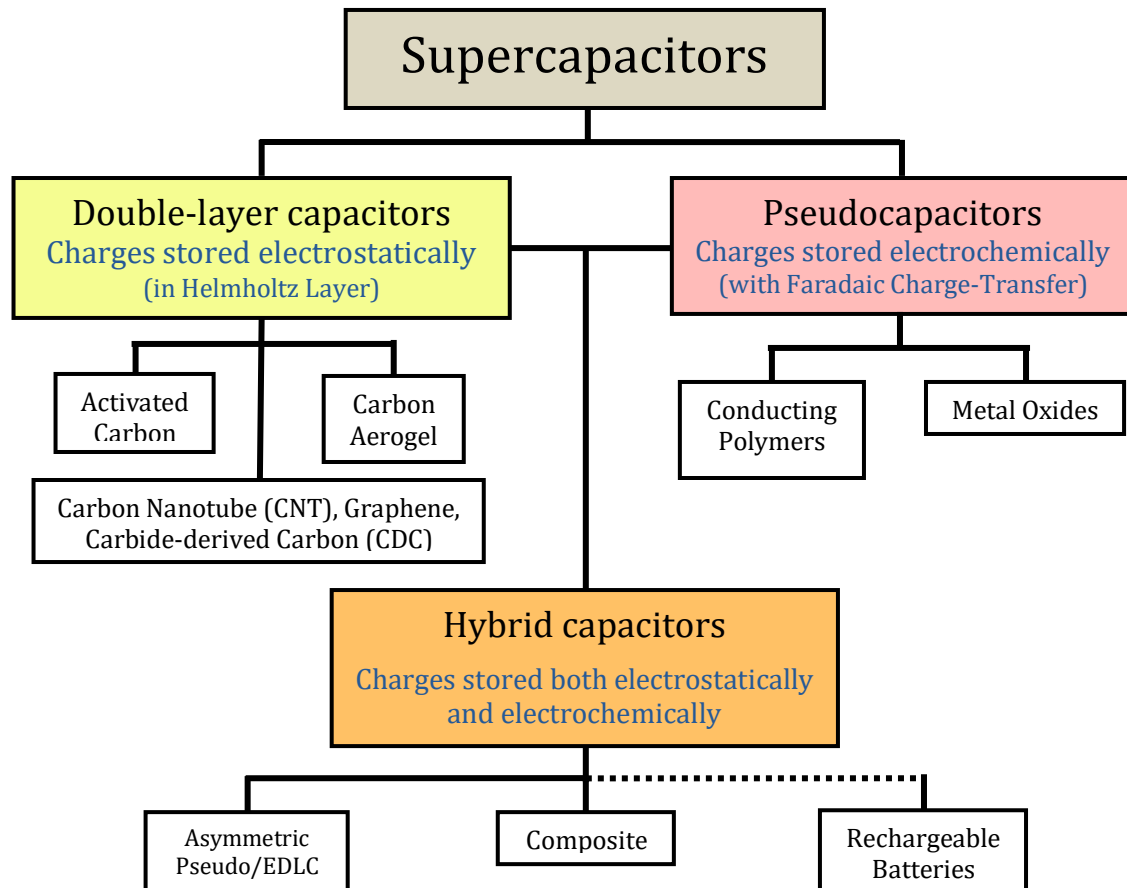 Supercapacitors
Double-layer capacitors
Charges stored electrostatically
(in Helmholtz Layer)
Pseudocapacitors
Charges stored electrochemically
(with Faradaic Charge-Transfer)
Activated
Carbon
Carbon
Aerogel
Conducting
Polymers
Metal Oxides
Carbon Nanotube (CNT), Graphene,
Carbide-derived Carbon (CDC)
Hybrid capacitors
Charges stored both electrostatically
and electrochemically
Asymmetric
Pseudo/EDLC
Composite
Rechargeable
Batteries